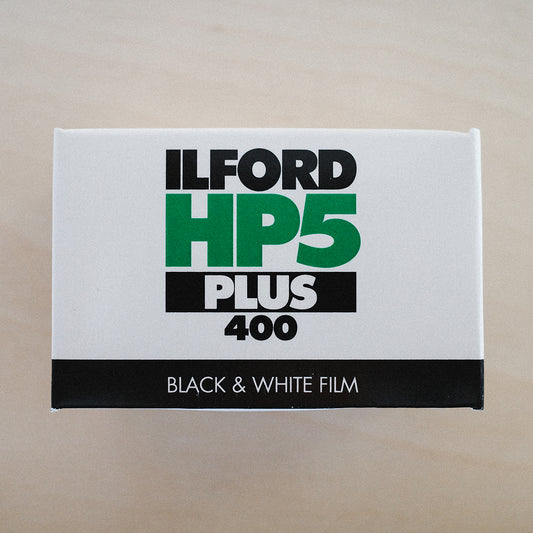 ILFORD
HP5
PLUS
400
BLACK & WHITE FILM